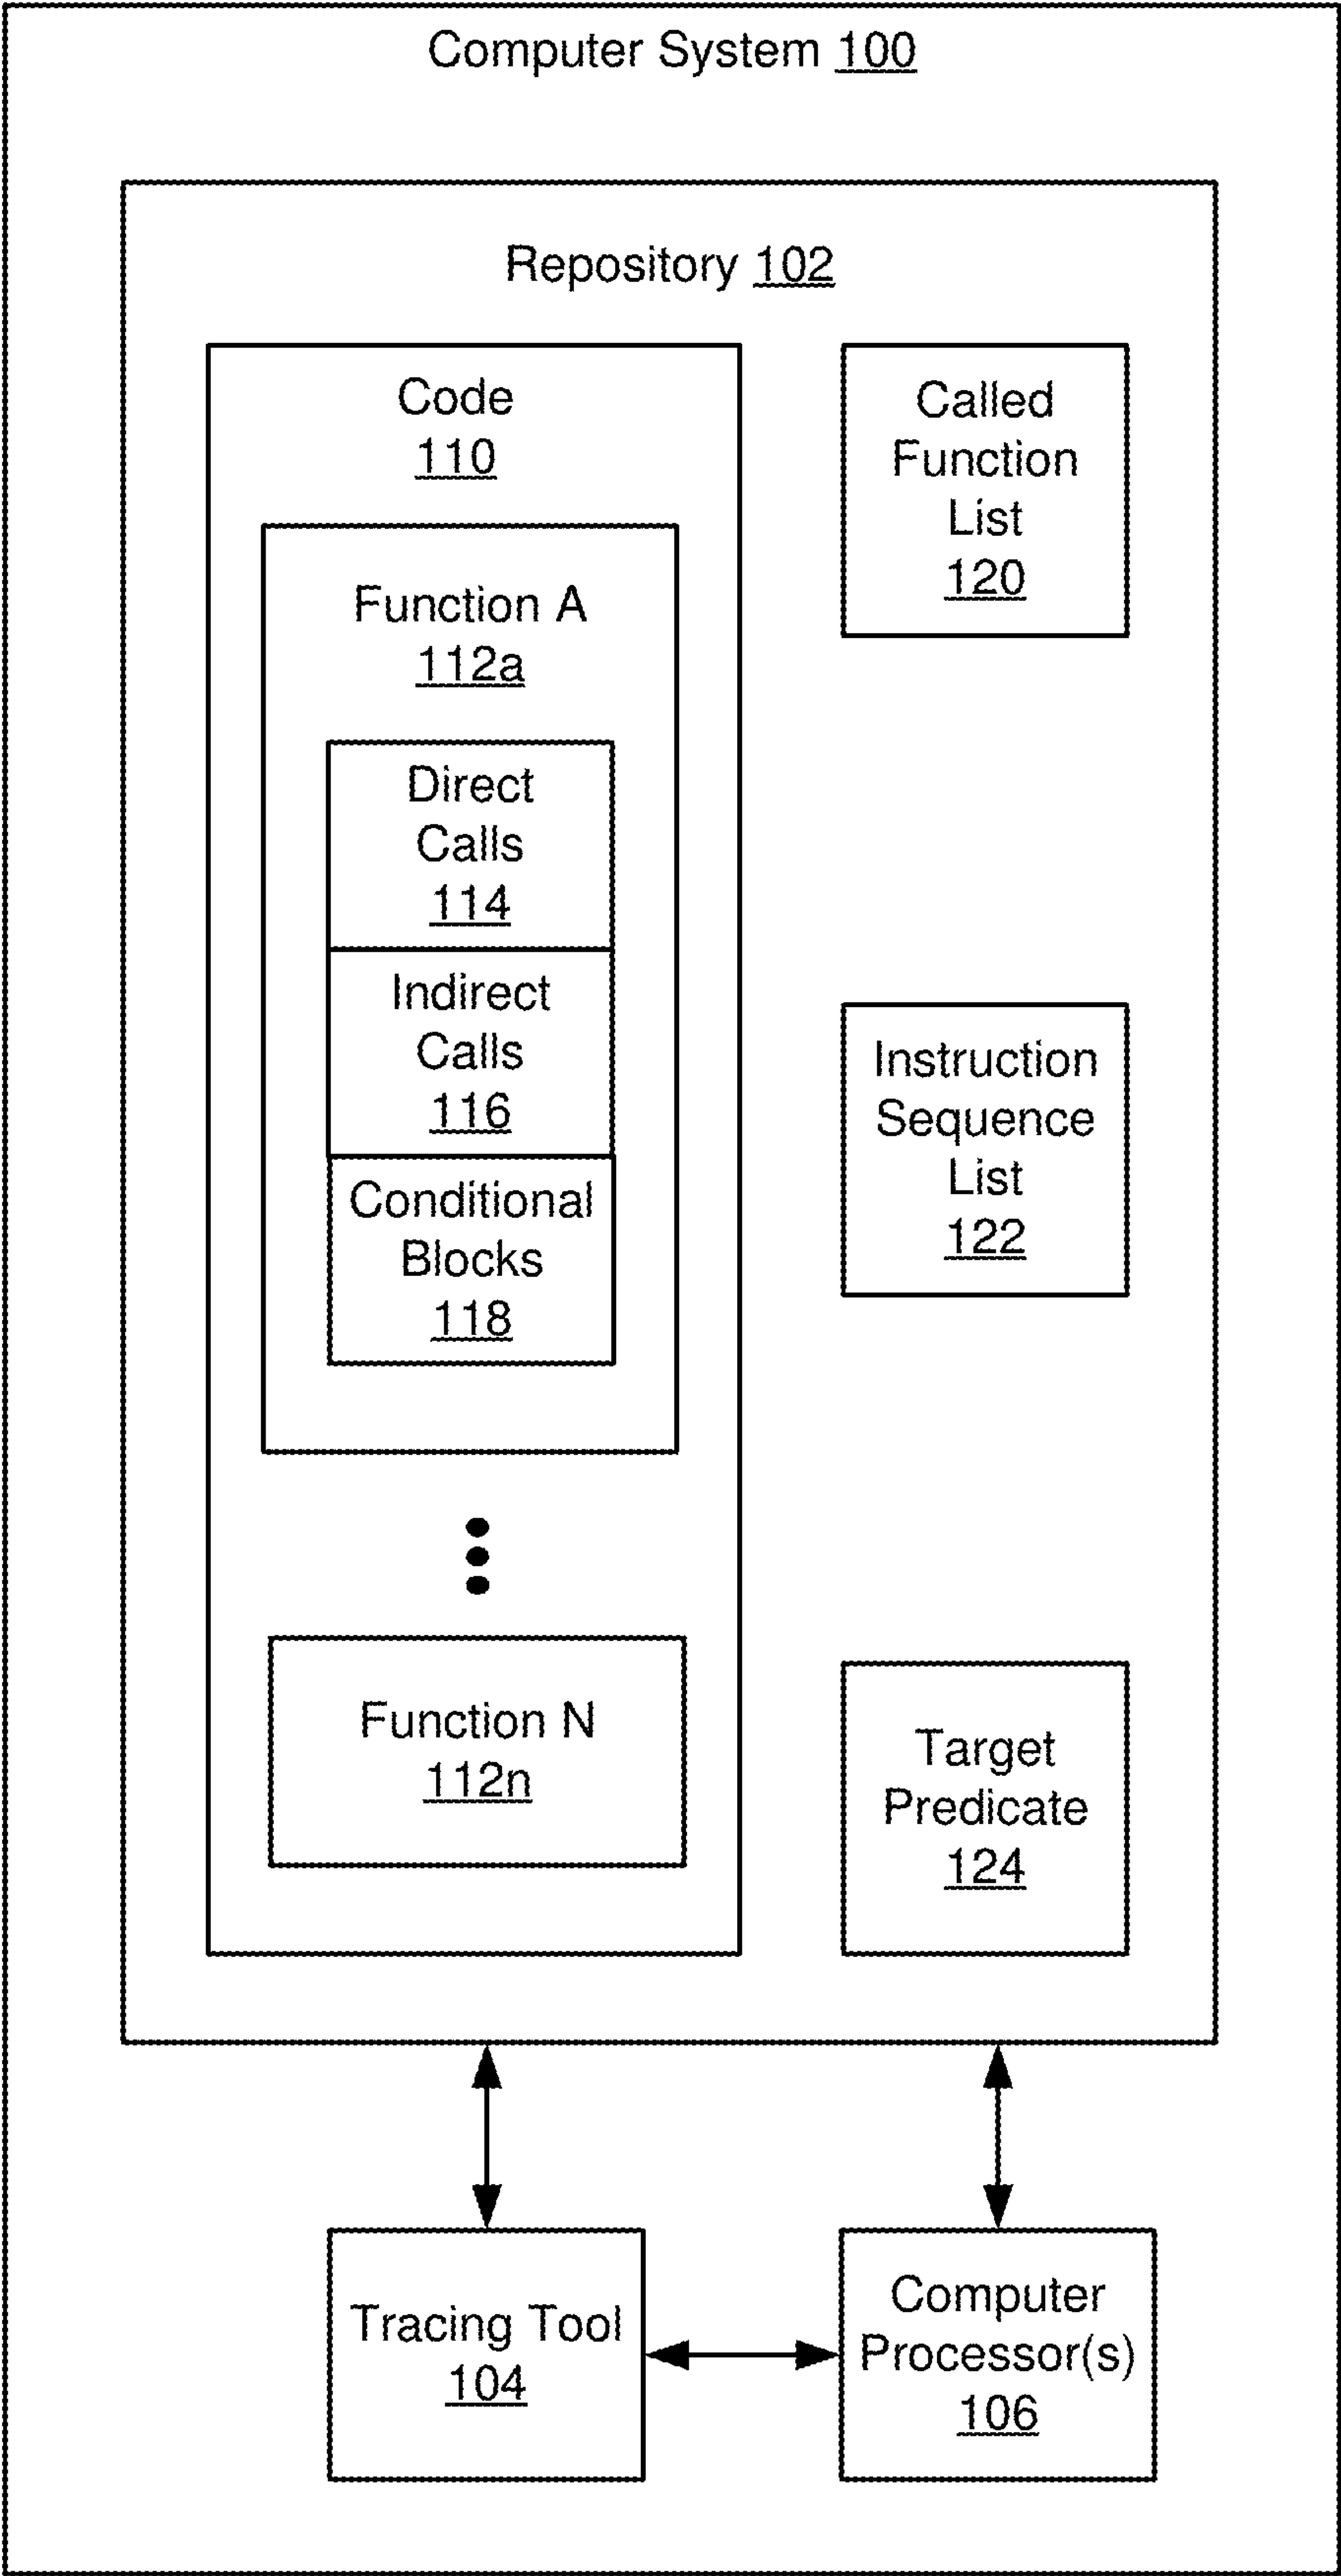 Computer System 100
Repository 102
Code
110
Function A
112a
Direct
Calls
114
Indirect
Calls
116
Conditional
Blocks
118
Function N
112n
Called
Function
List
120
Instruction
Sequence
List
122
Target
Predicate
124
Tracing Tool
104
Computer
Processor(s)
106